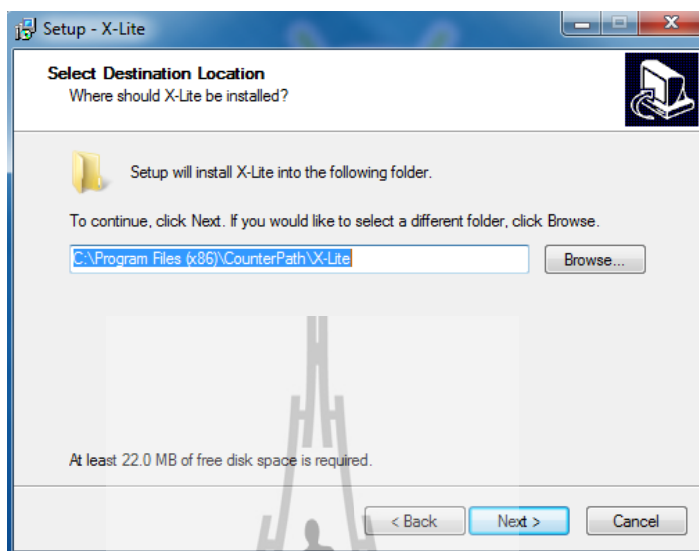 Setup - X-Lite
Select Destination Location
Where should X-Lite be installed?
Setup will install X-Lite into the following folder.
To continue, click Next. If you would like to select a different folder, click Browse.
C:\Program Files (x86)\CounterPath\X-Lite
Browse...
At least 22.0 MB of free disk space is required.
< Back
Next >
Cancel